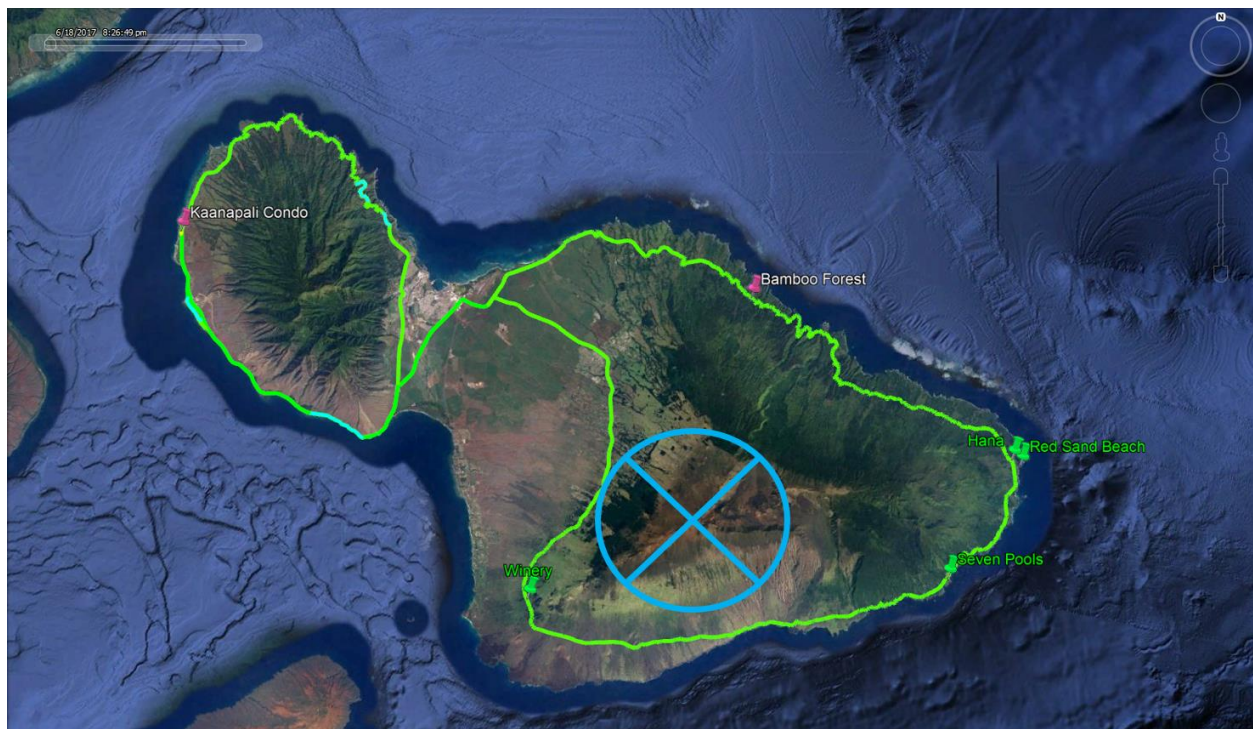 6/18/2017 8:26:49 pm
N
Kaanapali Condo
Bamboo Forest
Hana
Red Sand Beach
Seven Pools
Winery